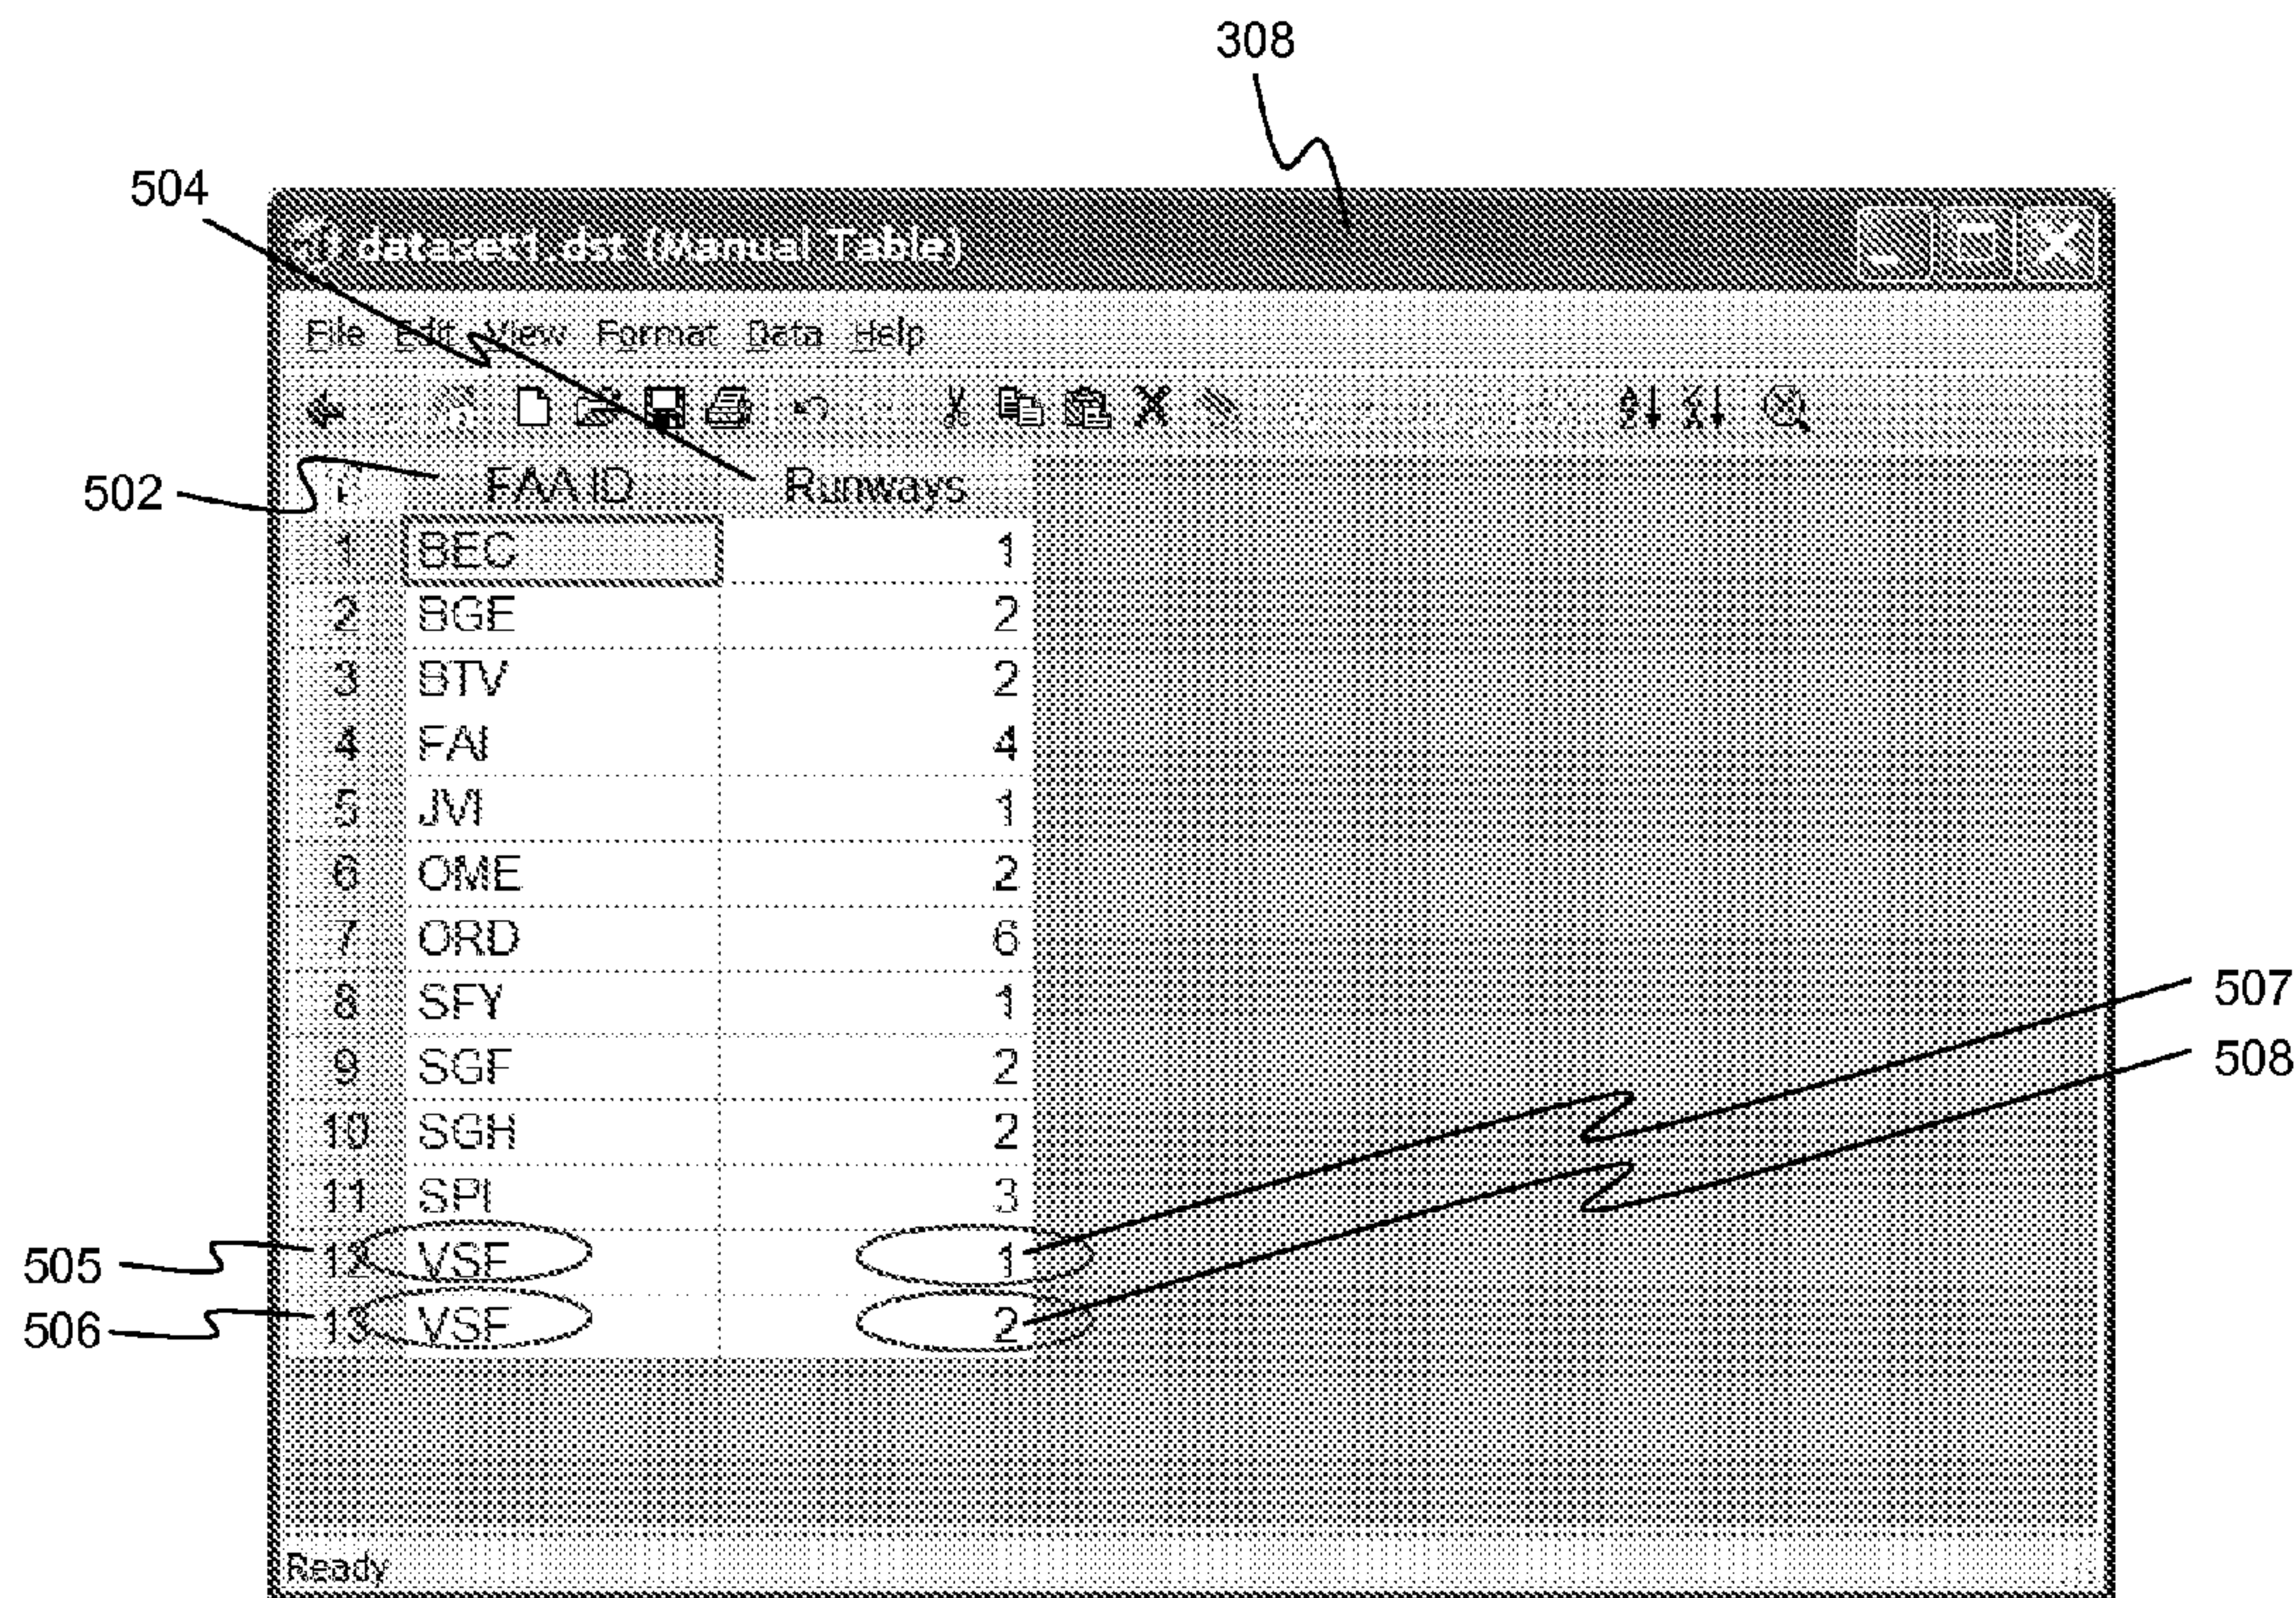 308
504
dataset1.dst (Manual Table)
File Edit View Format Data Help
502
FAA ID Runways
1 BEC 1
2 BGE 2
3 BTV 2
4 FAI 4
5 JVI 1
6 OME 2
7 ORD 6
8 SFY 1
507
9 SGF 2
508
10 SGH 2
11 SPI 3
505 12 VSF 1
506 13 VSF 2
Ready